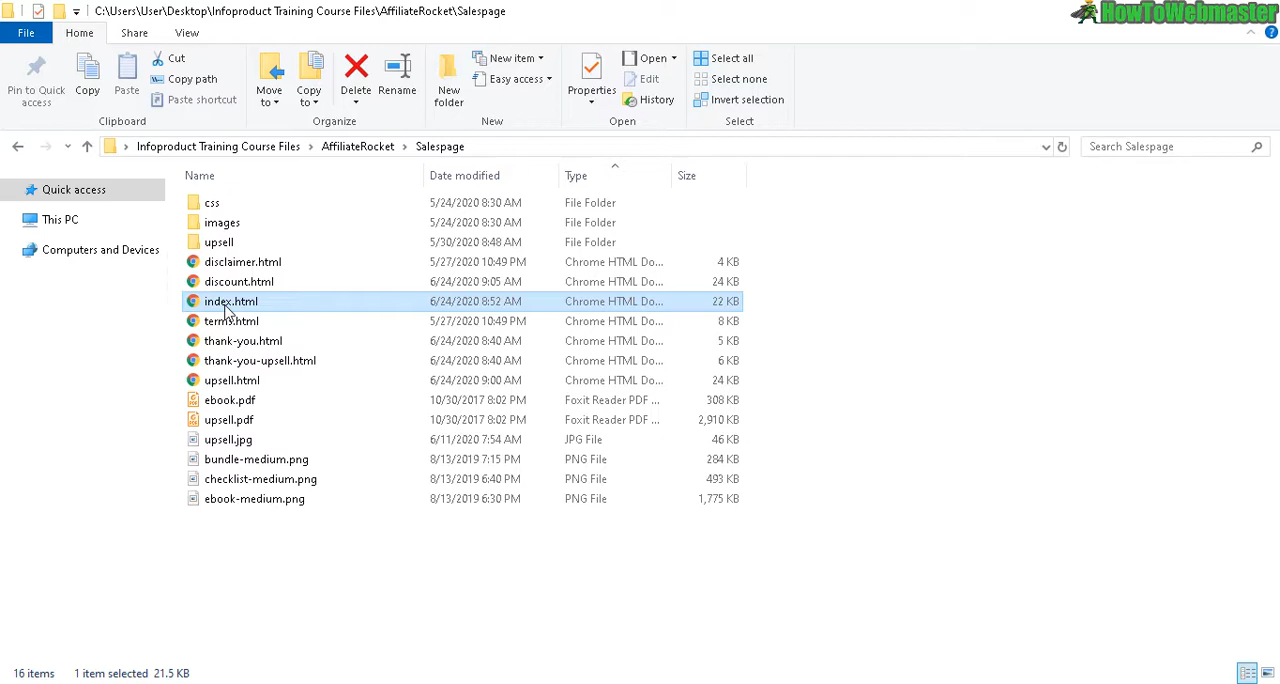 C:\Users\User\Desktop\Infoproduct Training Course Files\AffiliateRocket\Salespage
HowToWebmaster
File Home Share View
Pin to Quick access
Copy
Paste
Cut
Copy path
Paste shortcut
Clipboard
Move to
Copy to
Delete
Rename
Organize
New folder
New item
Easy access
New
Properties
Open
Edit
History
Open
Select all
Select none
Invert selection
Select
Infoproduct Training Course Files > AffiliateRocket > Salespage
Search Salespage
Quick access
This PC
Computers and Devices
Name Date modified Type Size
css 5/24/2020 8:30 AM File Folder
images 5/24/2020 8:30 AM File Folder
upsell 5/30/2020 8:48 AM File Folder
disclaimer.html 5/27/2020 10:49 PM Chrome HTML Do... 4 KB
discount.html 6/24/2020 9:05 AM Chrome HTML Do... 24 KB
index.html 6/24/2020 8:52 AM Chrome HTML Do... 22 KB
terms.html 5/27/2020 10:49 PM Chrome HTML Do... 8 KB
thank-you.html 6/24/2020 8:40 AM Chrome HTML Do... 5 KB
thank-you-upsell.html 6/24/2020 8:40 AM Chrome HTML Do... 6 KB
upsell.html 6/24/2020 9:00 AM Chrome HTML Do... 24 KB
ebook.pdf 10/30/2017 8:02 PM Foxit Reader PDF ... 308 KB
upsell.pdf 10/30/2017 8:02 PM Foxit Reader PDF ... 2,910 KB
upsell.jpg 6/11/2020 7:54 AM JPG File 46 KB
bundle-medium.png 8/13/2019 7:15 PM PNG File 284 KB
checklist-medium.png 8/13/2019 6:40 PM PNG File 493 KB
ebook-medium.png 8/13/2019 6:30 PM PNG File 1,775 KB
16 items 1 item selected 21.5 KB